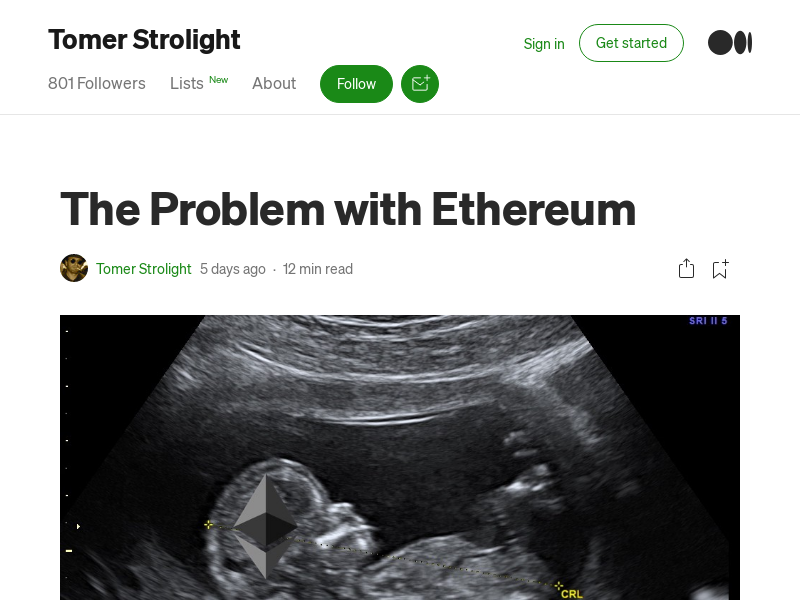 Tomer Strolight
Sign in
Get started
801 Followers
Lists New
About
Follow
The Problem with Ethereum
Tomer Strolight 5 days ago · 12 min read
SRI II 5
CRL